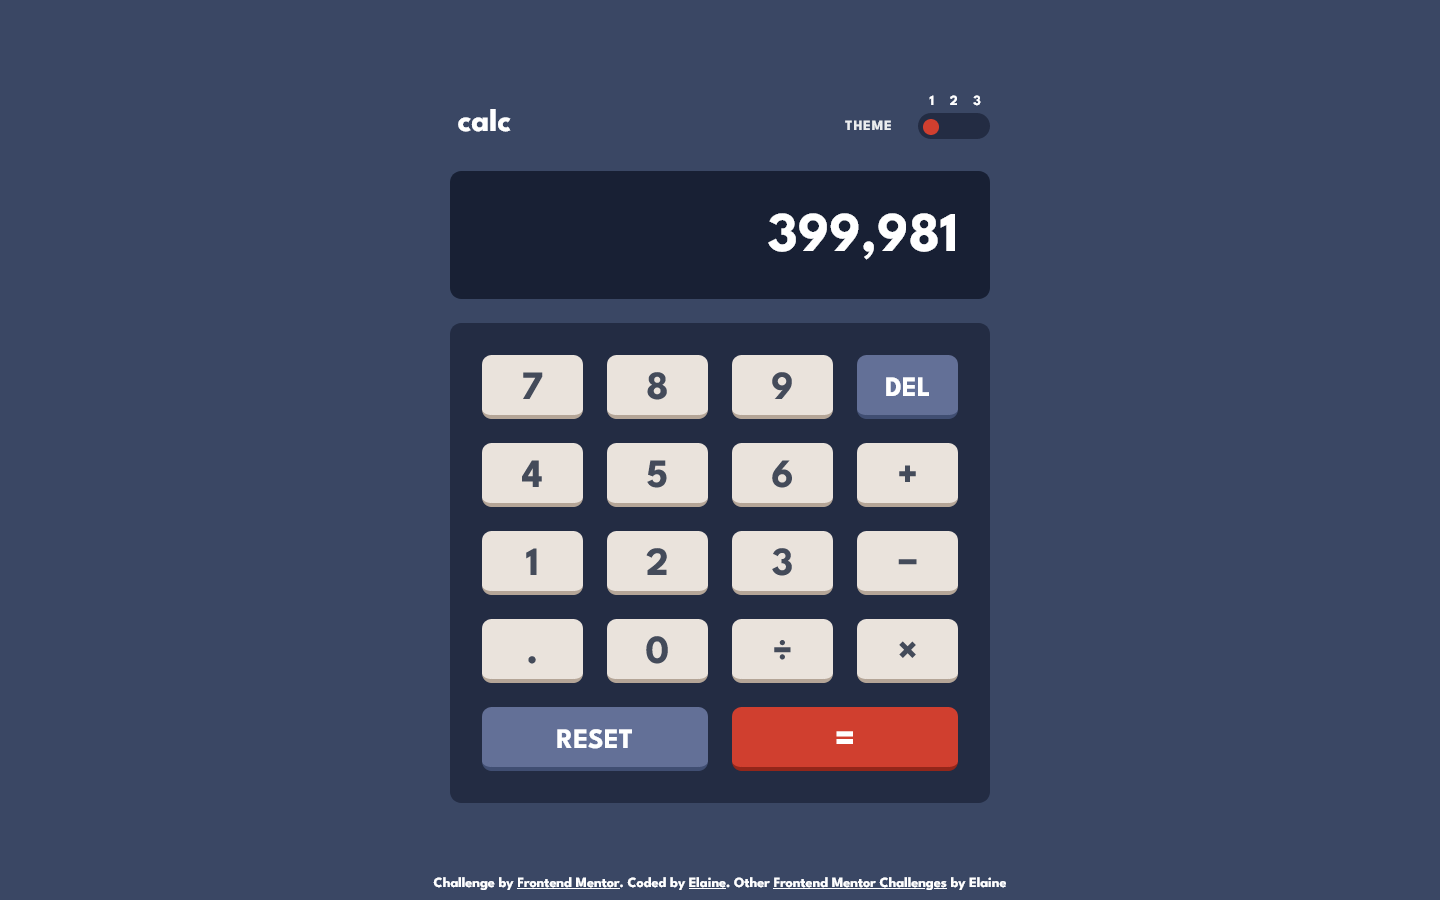 1 2 3
calc
THEME
399,981
7 8 9 DEL
4 5 6 +
1 2 3 −
. 0 ÷ ×
RESET =
Challenge by Frontend Mentor. Coded by Elaine. Other Frontend Mentor Challenges by Elaine